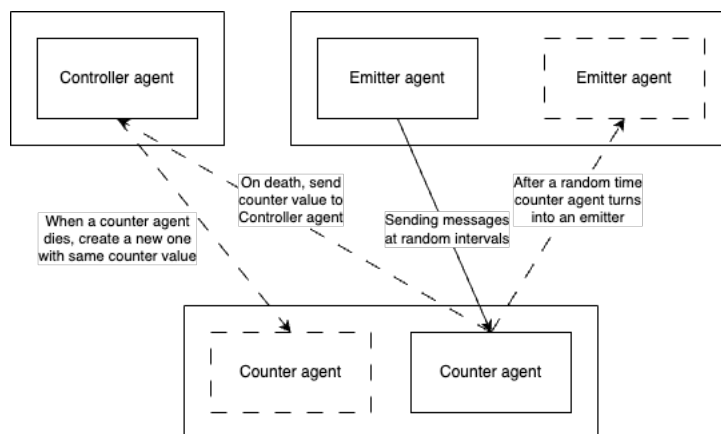 Controller agent
Emitter agent
Emitter agent
On death, send
counter value to
Controller agent
After a random time
counter agent turns
into an emitter
When a counter agent
dies, create a new one
with same counter value
Sending messages
at random intervals
Counter agent
Counter agent